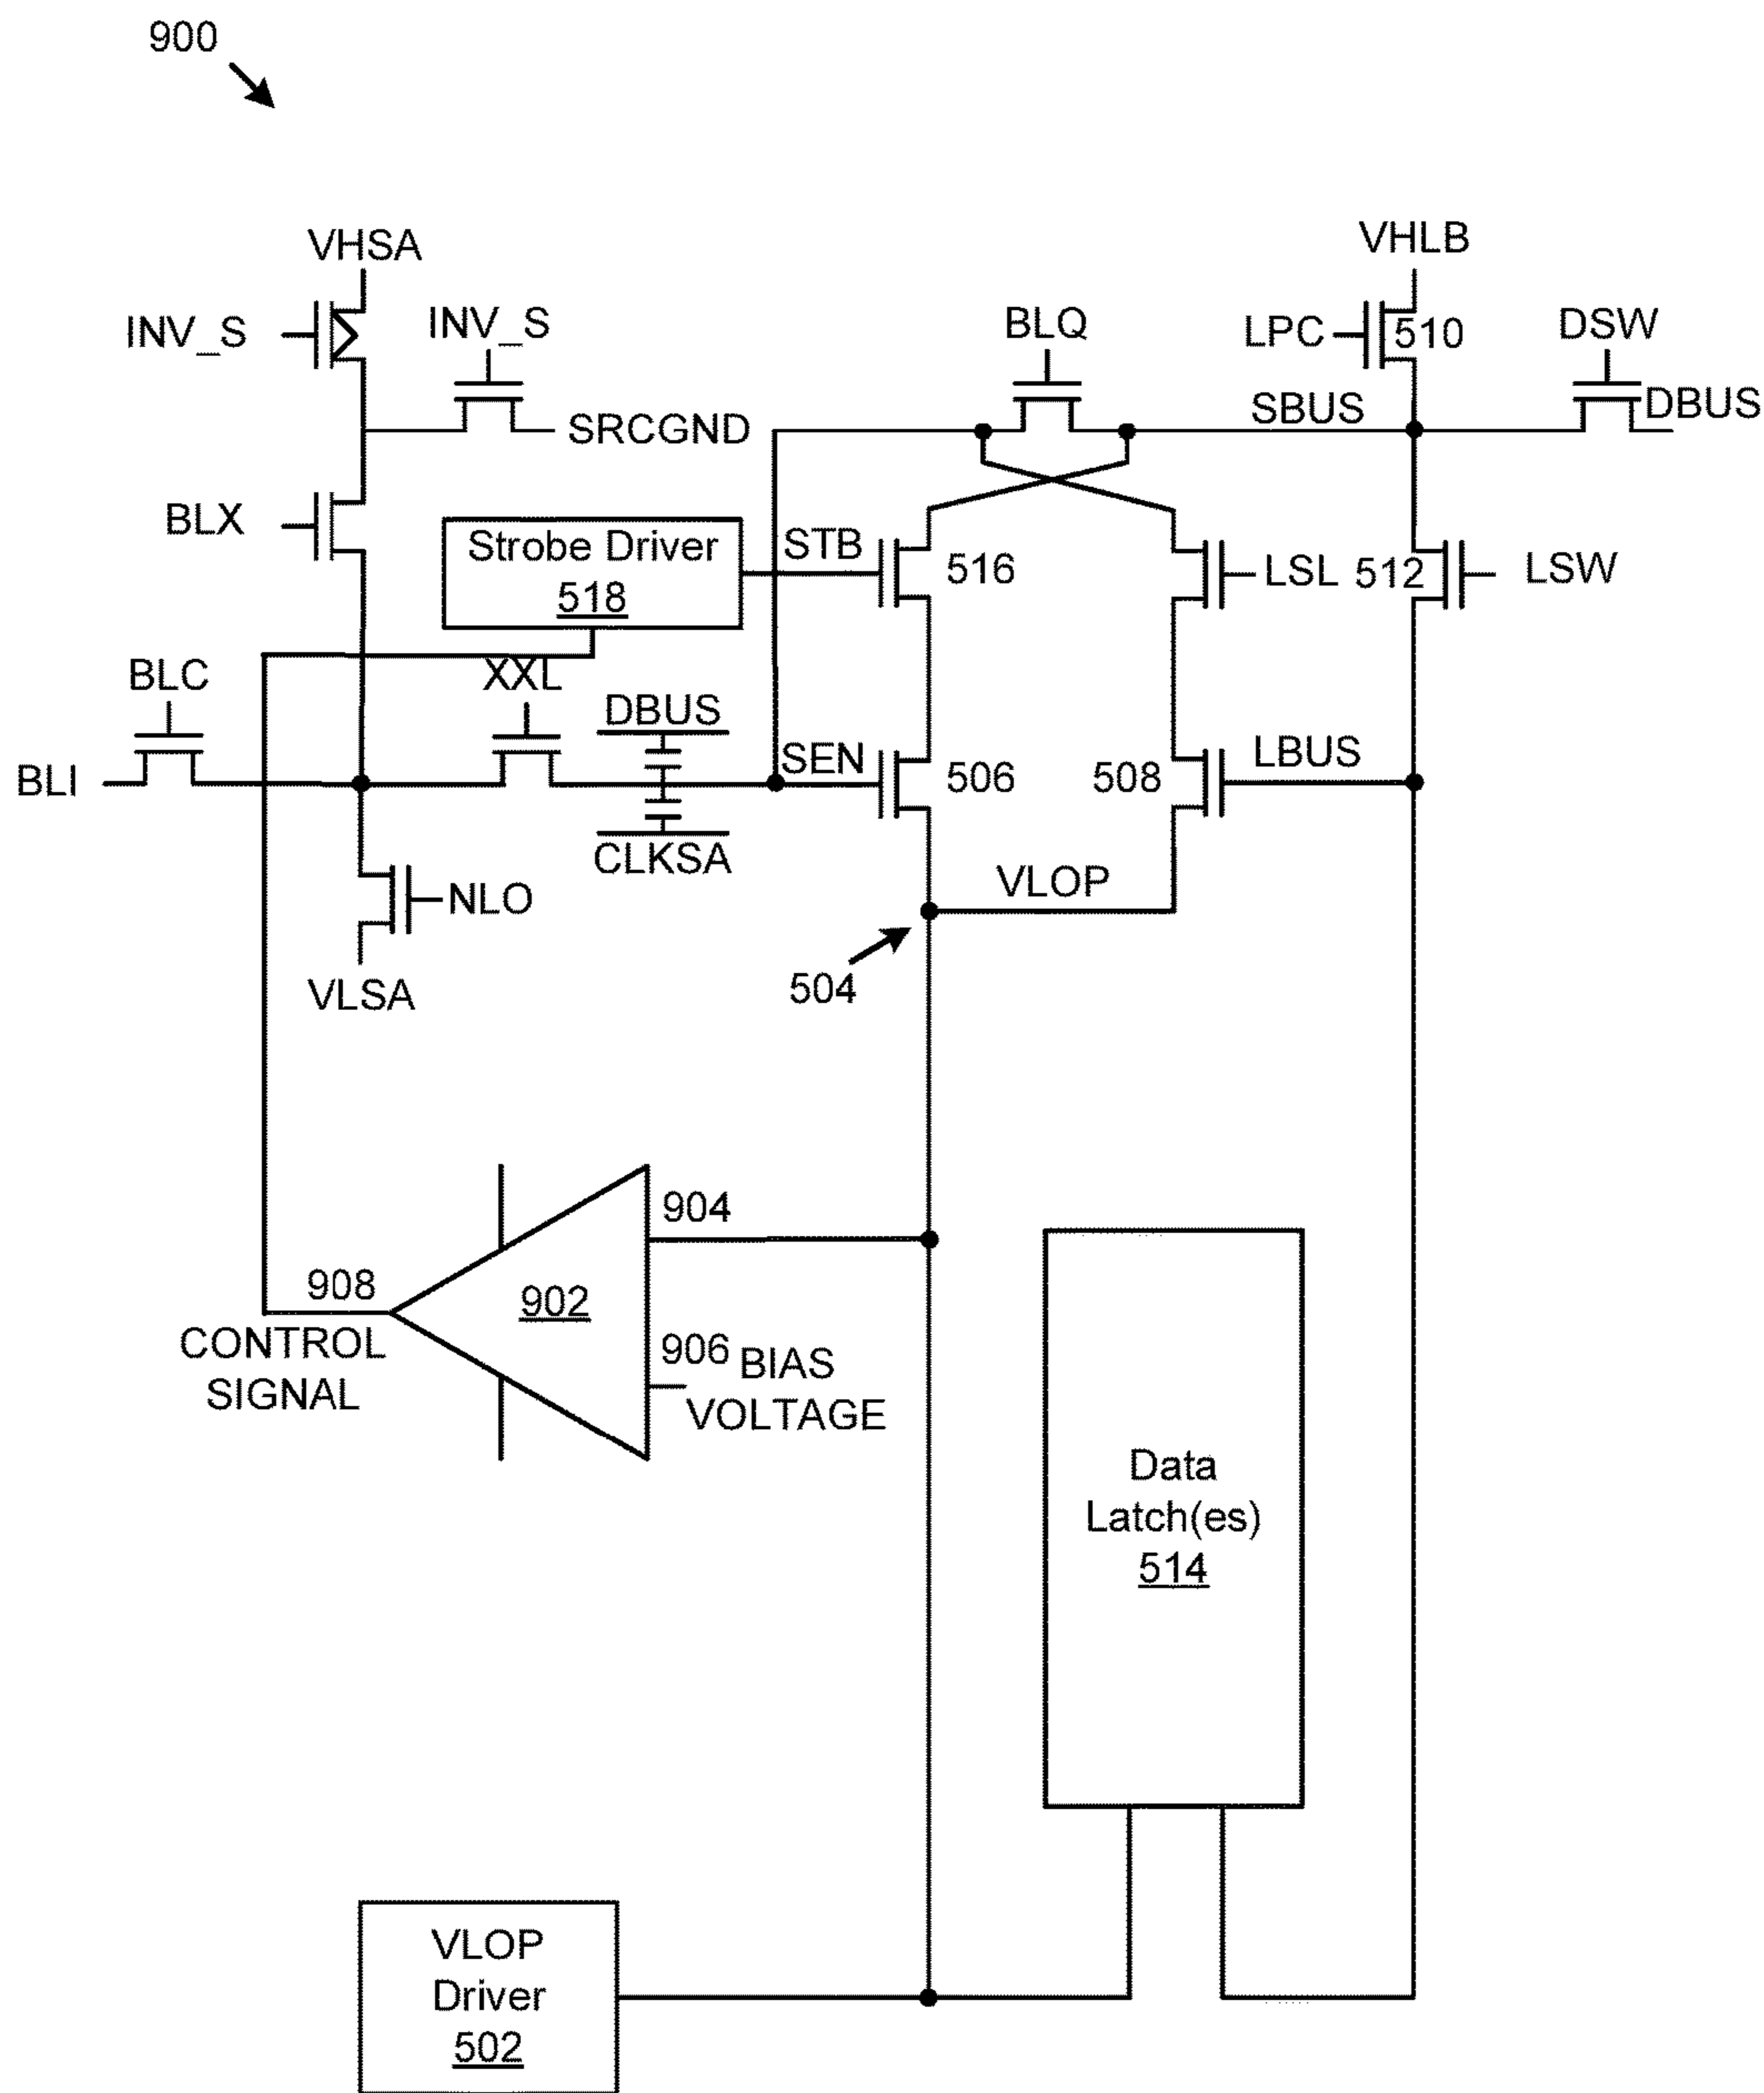 900
VHSA
VHLB
INV_S
INV_S
BLQ
LPC
510
DSW
SRCGND
SBUS
DBUS
BLX
Strobe Driver
518
STB
516
LSL
512
LSW
BLC
XXL
DBUS
BLI
SEN
506
508
LBUS
CLKSA
NLO
VLOP
VLSA
504
904
908
902
CONTROL
SIGNAL
906
BIAS
VOLTAGE
Data
Latch(es)
514
VLOP
Driver
502